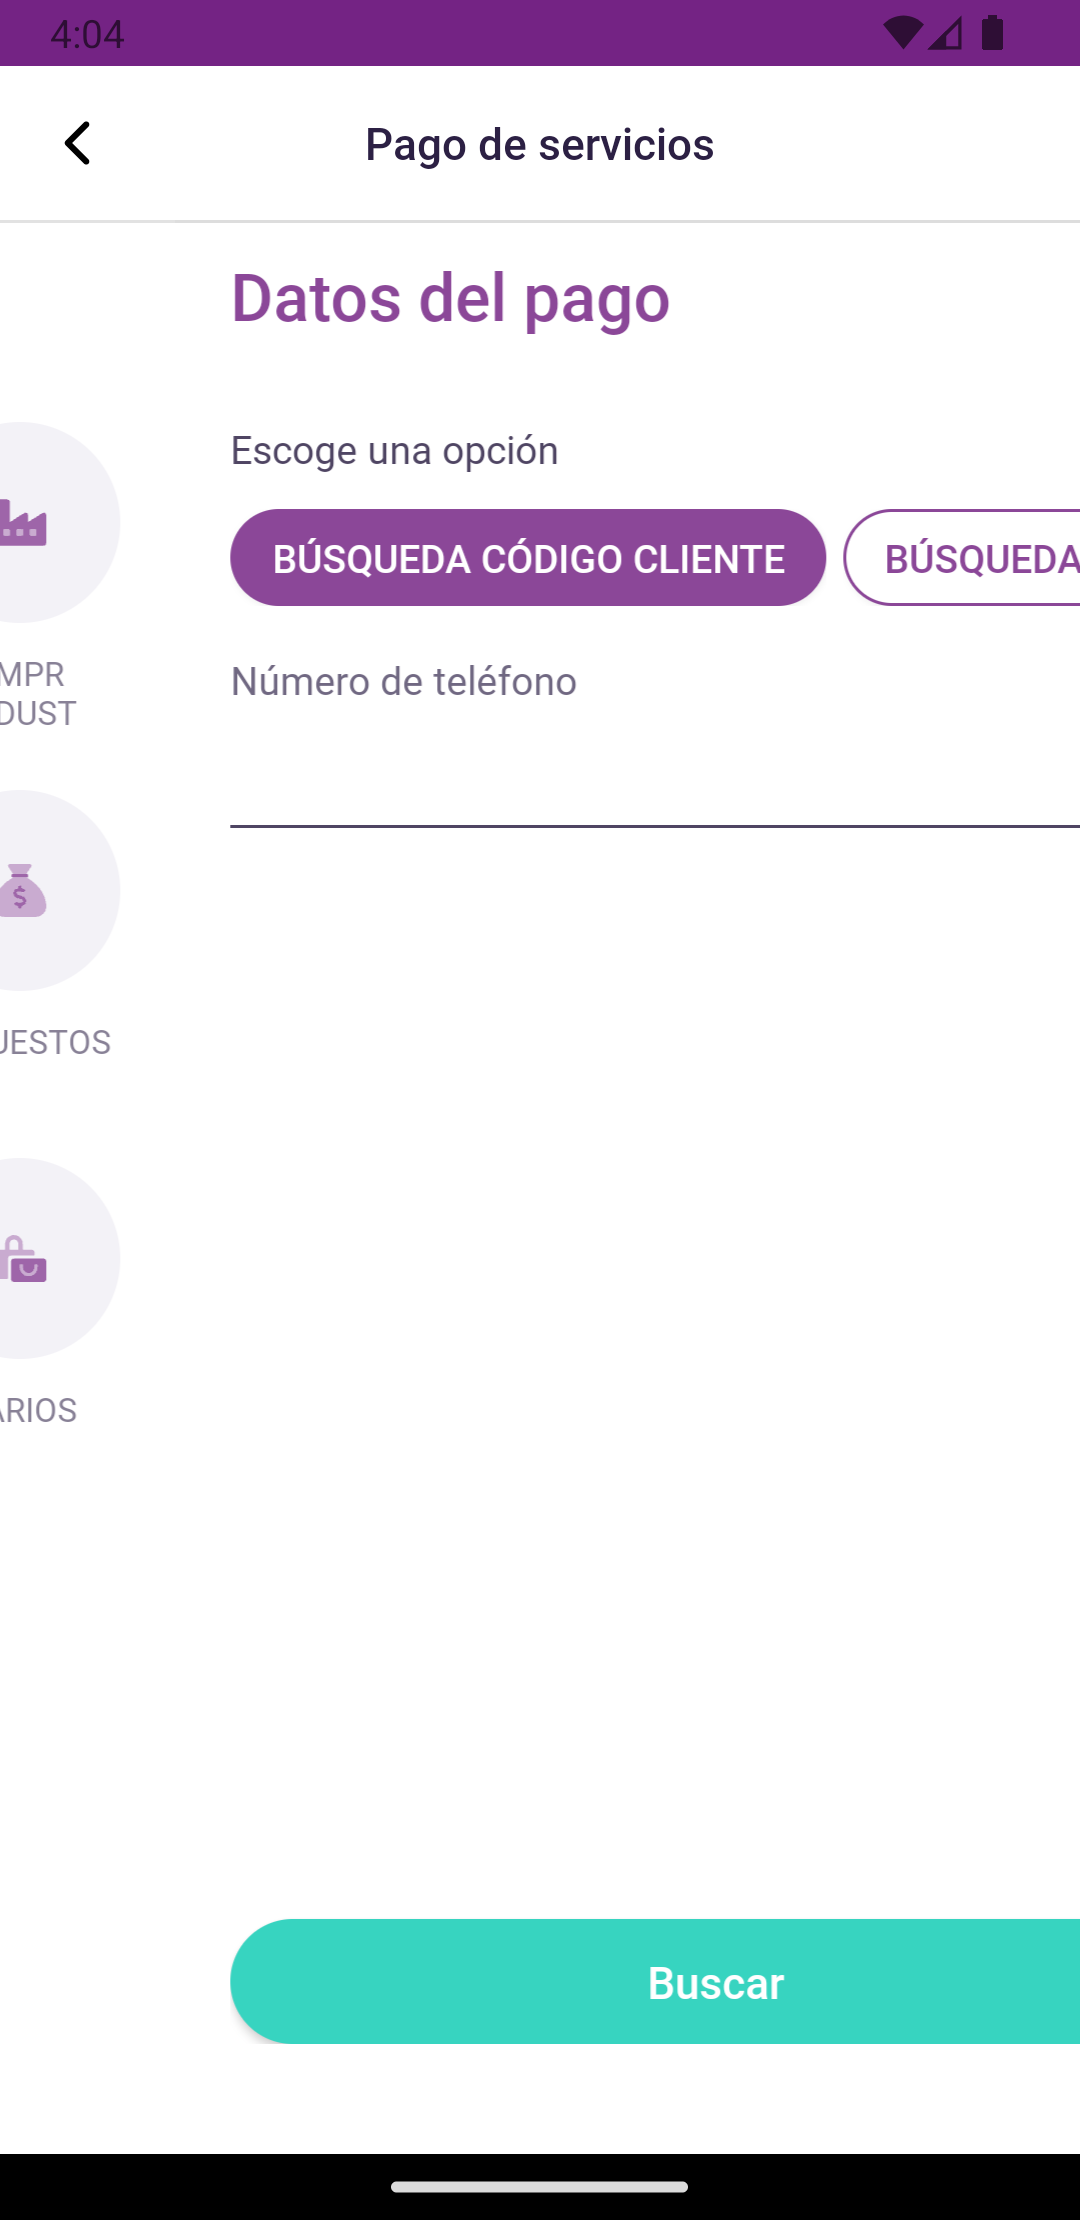 4:04
Pago de servicios
Datos del pago
Escoge una opción
BÚSQUEDA CÓDIGO CLIENTE
BÚSQUEDA
Número de teléfono
MPR
DUST
UESTOS
ARIOS
Buscar